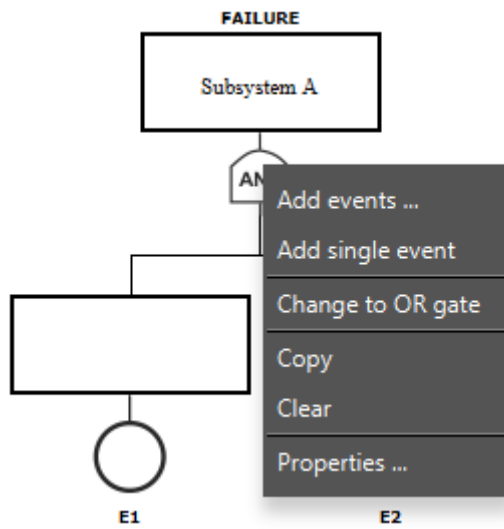 FAILURE
Subsystem A
Add events ...
Add single event
Change to OR gate
Copy
Clear
Properties ...
E1
E2